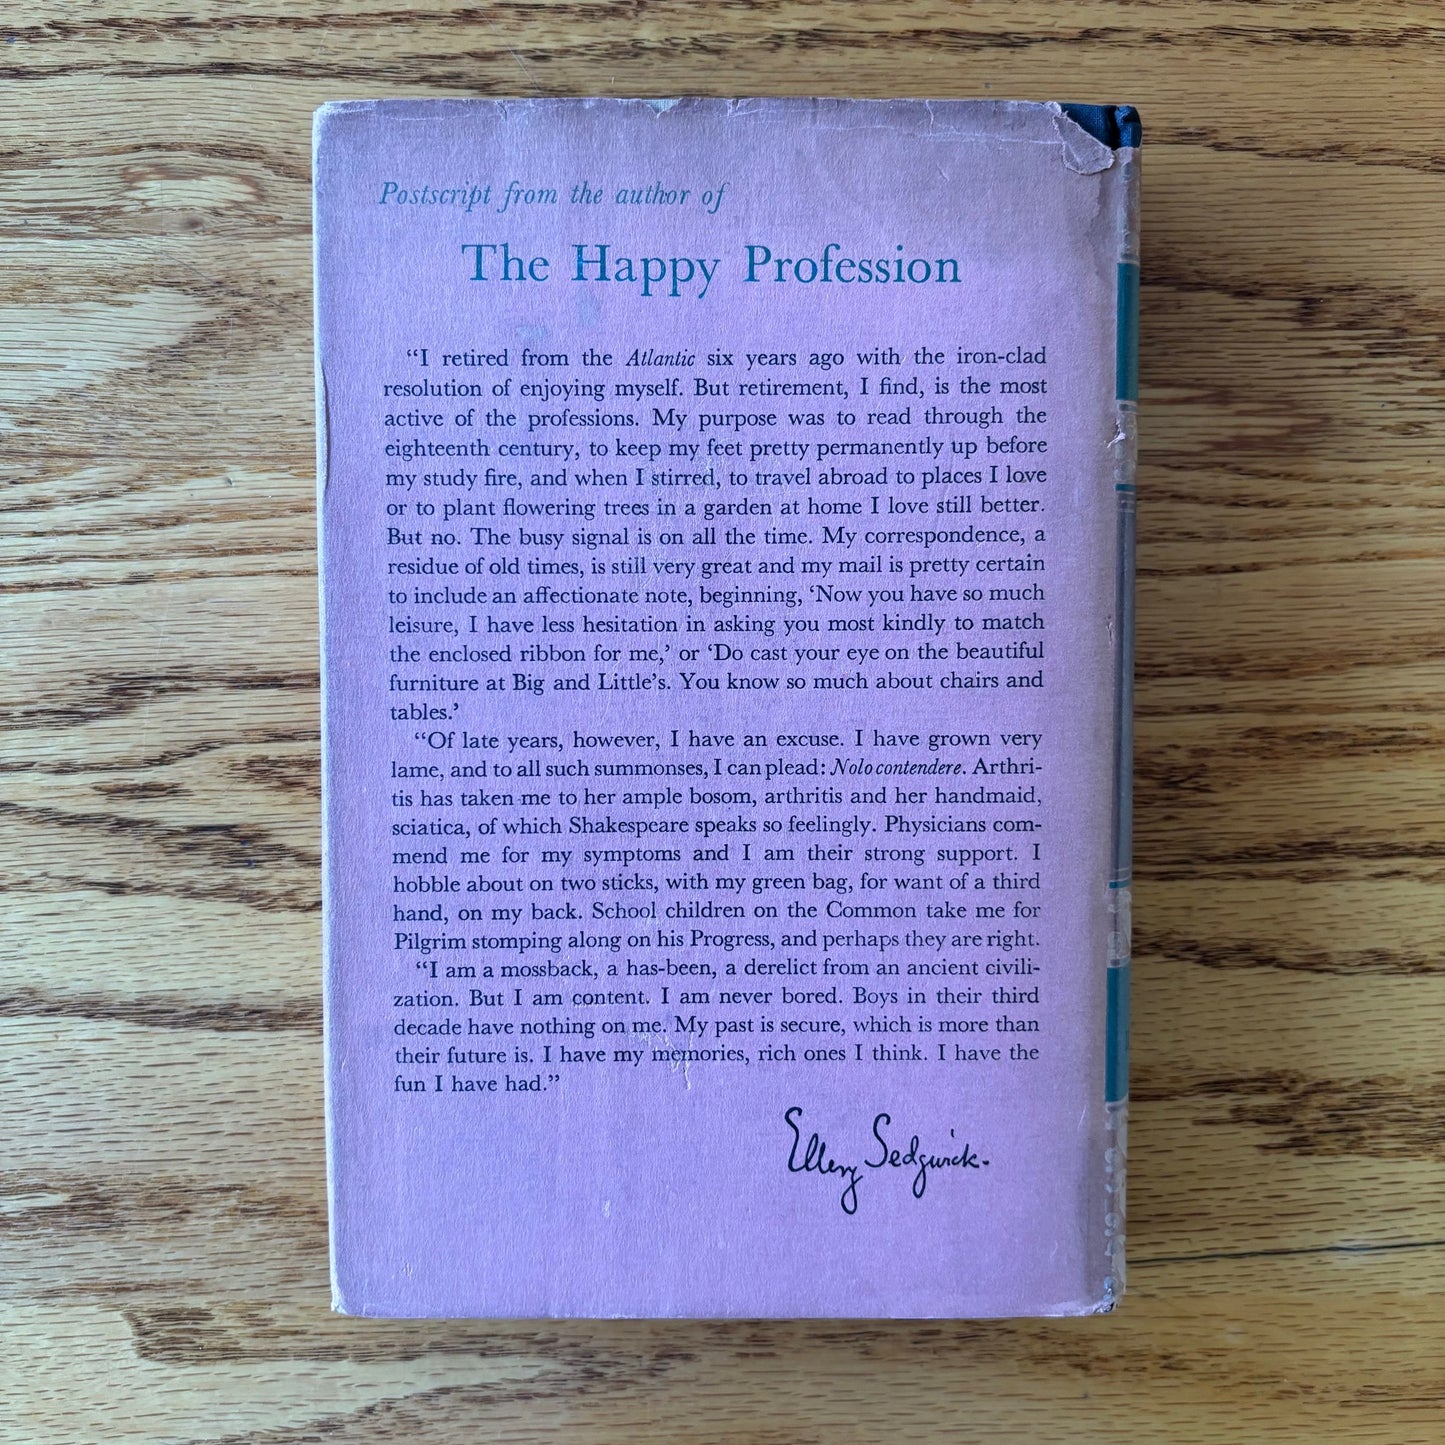 Postscript from the author of
The Happy Profession
“I retired from the Atlantic six years ago with the iron-clad
resolution of enjoying myself. But retirement, I find, is the most
active of the professions. My purpose was to read through the
eighteenth century, to keep my feet pretty permanently up before
my study fire, and when I stirred, to travel abroad to places I love
or to plant flowering trees in a garden at home I love still better.
But no. The busy signal is on all the time. My correspondence, a
residue of old times, is still very great and my mail is pretty certain
to include an affectionate note, beginning, ‘Now you have so much
leisure, I have less hesitation in asking you most kindly to match
the enclosed ribbon for me,’ or ‘Do cast your eye on the beautiful
furniture at Big and Little’s. You know so much about chairs and
tables.’
“Of late years, however, I have an excuse. I have grown very
lame, and to all such summonses, I can plead: Nolo contendere. Arthri-
tis has taken me to her ample bosom, arthritis and her handmaid,
sciatica, of which Shakespeare speaks so feelingly. Physicians com-
mend me for my symptoms and I am their strong support. I
hobble about on two sticks, with my green bag, for want of a third
hand, on my back. School children on the Common take me for
Pilgrim stomping along on his Progress, and perhaps they are right.
“I am a mossback, a has-been, a derelict from an ancient civili-
zation. But I am content. I am never bored. Boys in their third
decade have nothing on me. My past is secure, which is more than
their future is. I have my memories, rich ones I think. I have the
fun I have had.”
Ellery Sedgwick.